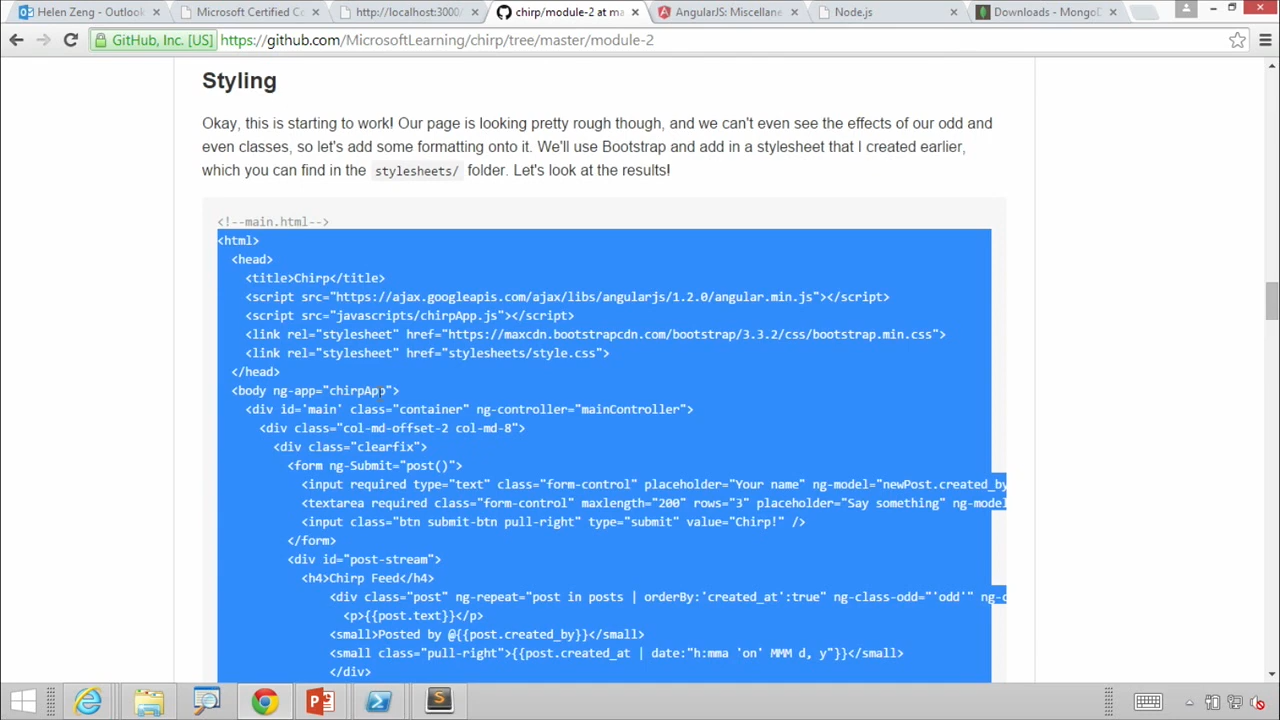 Helen Zeng - Outlook
Microsoft Certified Co
http://localhost:3000/
chirp/module-2 at ma
AngularJS: Miscellane
Node.js
Downloads - MongoD
GitHub, Inc. [US]
https://github.com/MicrosoftLearning/chirp/tree/master/module-2
Styling
Okay, this is starting to work! Our page is looking pretty rough though, and we can't even see the effects of our odd and
even classes, so let's add some formatting onto it. We'll use Bootstrap and add in a stylesheet that I created earlier,
which you can find in the stylesheets/ folder. Let's look at the results!
<!--main.html-->
<html>
<head>
<title>Chirp</title>
<script src="https://ajax.googleapis.com/ajax/libs/angularjs/1.2.0/angular.min.js"></script>
<script src="javascripts/chirpApp.js"></script>
<link rel="stylesheet" href="https://maxcdn.bootstrapcdn.com/bootstrap/3.3.2/css/bootstrap.min.css">
<link rel="stylesheet" href="stylesheets/style.css">
</head>
<body ng-app="chirpApp">
<div id='main' class="container" ng-controller="mainController">
<div class="col-md-offset-2 col-md-8">
<div class="clearfix">
<form ng-Submit="post()">
<input required type="text" class="form-control" placeholder="Your name" ng-model="newPost.created_by
<textarea required class="form-control" maxlength="200" rows="3" placeholder="Say something" ng-model
<input class="btn submit-btn pull-right" type="submit" value="Chirp!" />
</form>
<div id="post-stream">
<h4>Chirp Feed</h4>
<div class="post" ng-repeat="post in posts | orderBy:'created_at':true" ng-class-odd="'odd'" ng-c
<p>{{post.text}}</p>
<small>Posted by @{{post.created_by}}</small>
<small class="pull-right">{{post.created_at | date:"h:mma 'on' MMM d, y"}}</small>
</div>